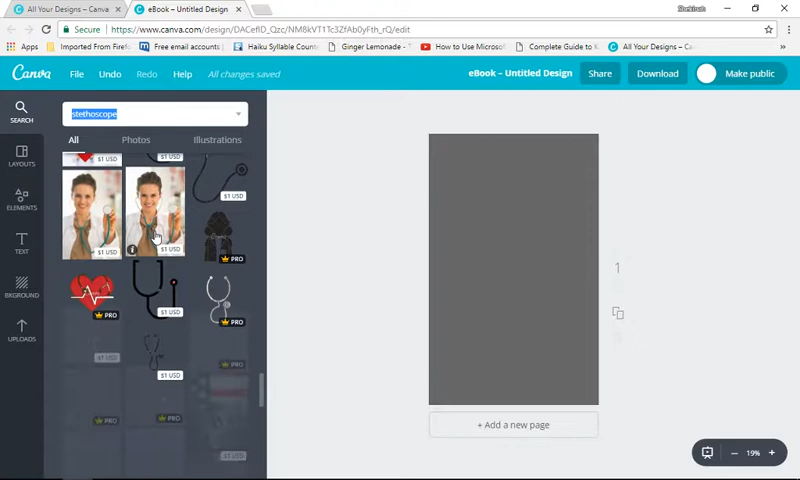 All Your Designs – Canva
eBook – Untitled Design
Secure
https://www.canva.com/design/DACefID_Qzc/NM8kVT1Tc3ZfAb0yFth_rQ/edit
Apps
Imported From Firefo
Free email accounts
Haiku Syllable Counte
Ginger Lemonade - T
How to Use Microsof
Complete Guide to K
All Your Designs – Ca
Canva
File
Undo
Redo
Help
All changes saved
eBook – Untitled Design
Share
Download
Make public
SEARCH
LAYOUTS
ELEMENTS
TEXT
BKGROUND
UPLOADS
stethoscope
All
Photos
Illustrations
$1 USD
$1 USD
$1 USD
$1 USD
$1 USD
PRO
PRO
$1 USD
PRO
$1 USD
$1 USD
PRO
PRO
PRO
$1 USD
1
+ Add a new page
19%